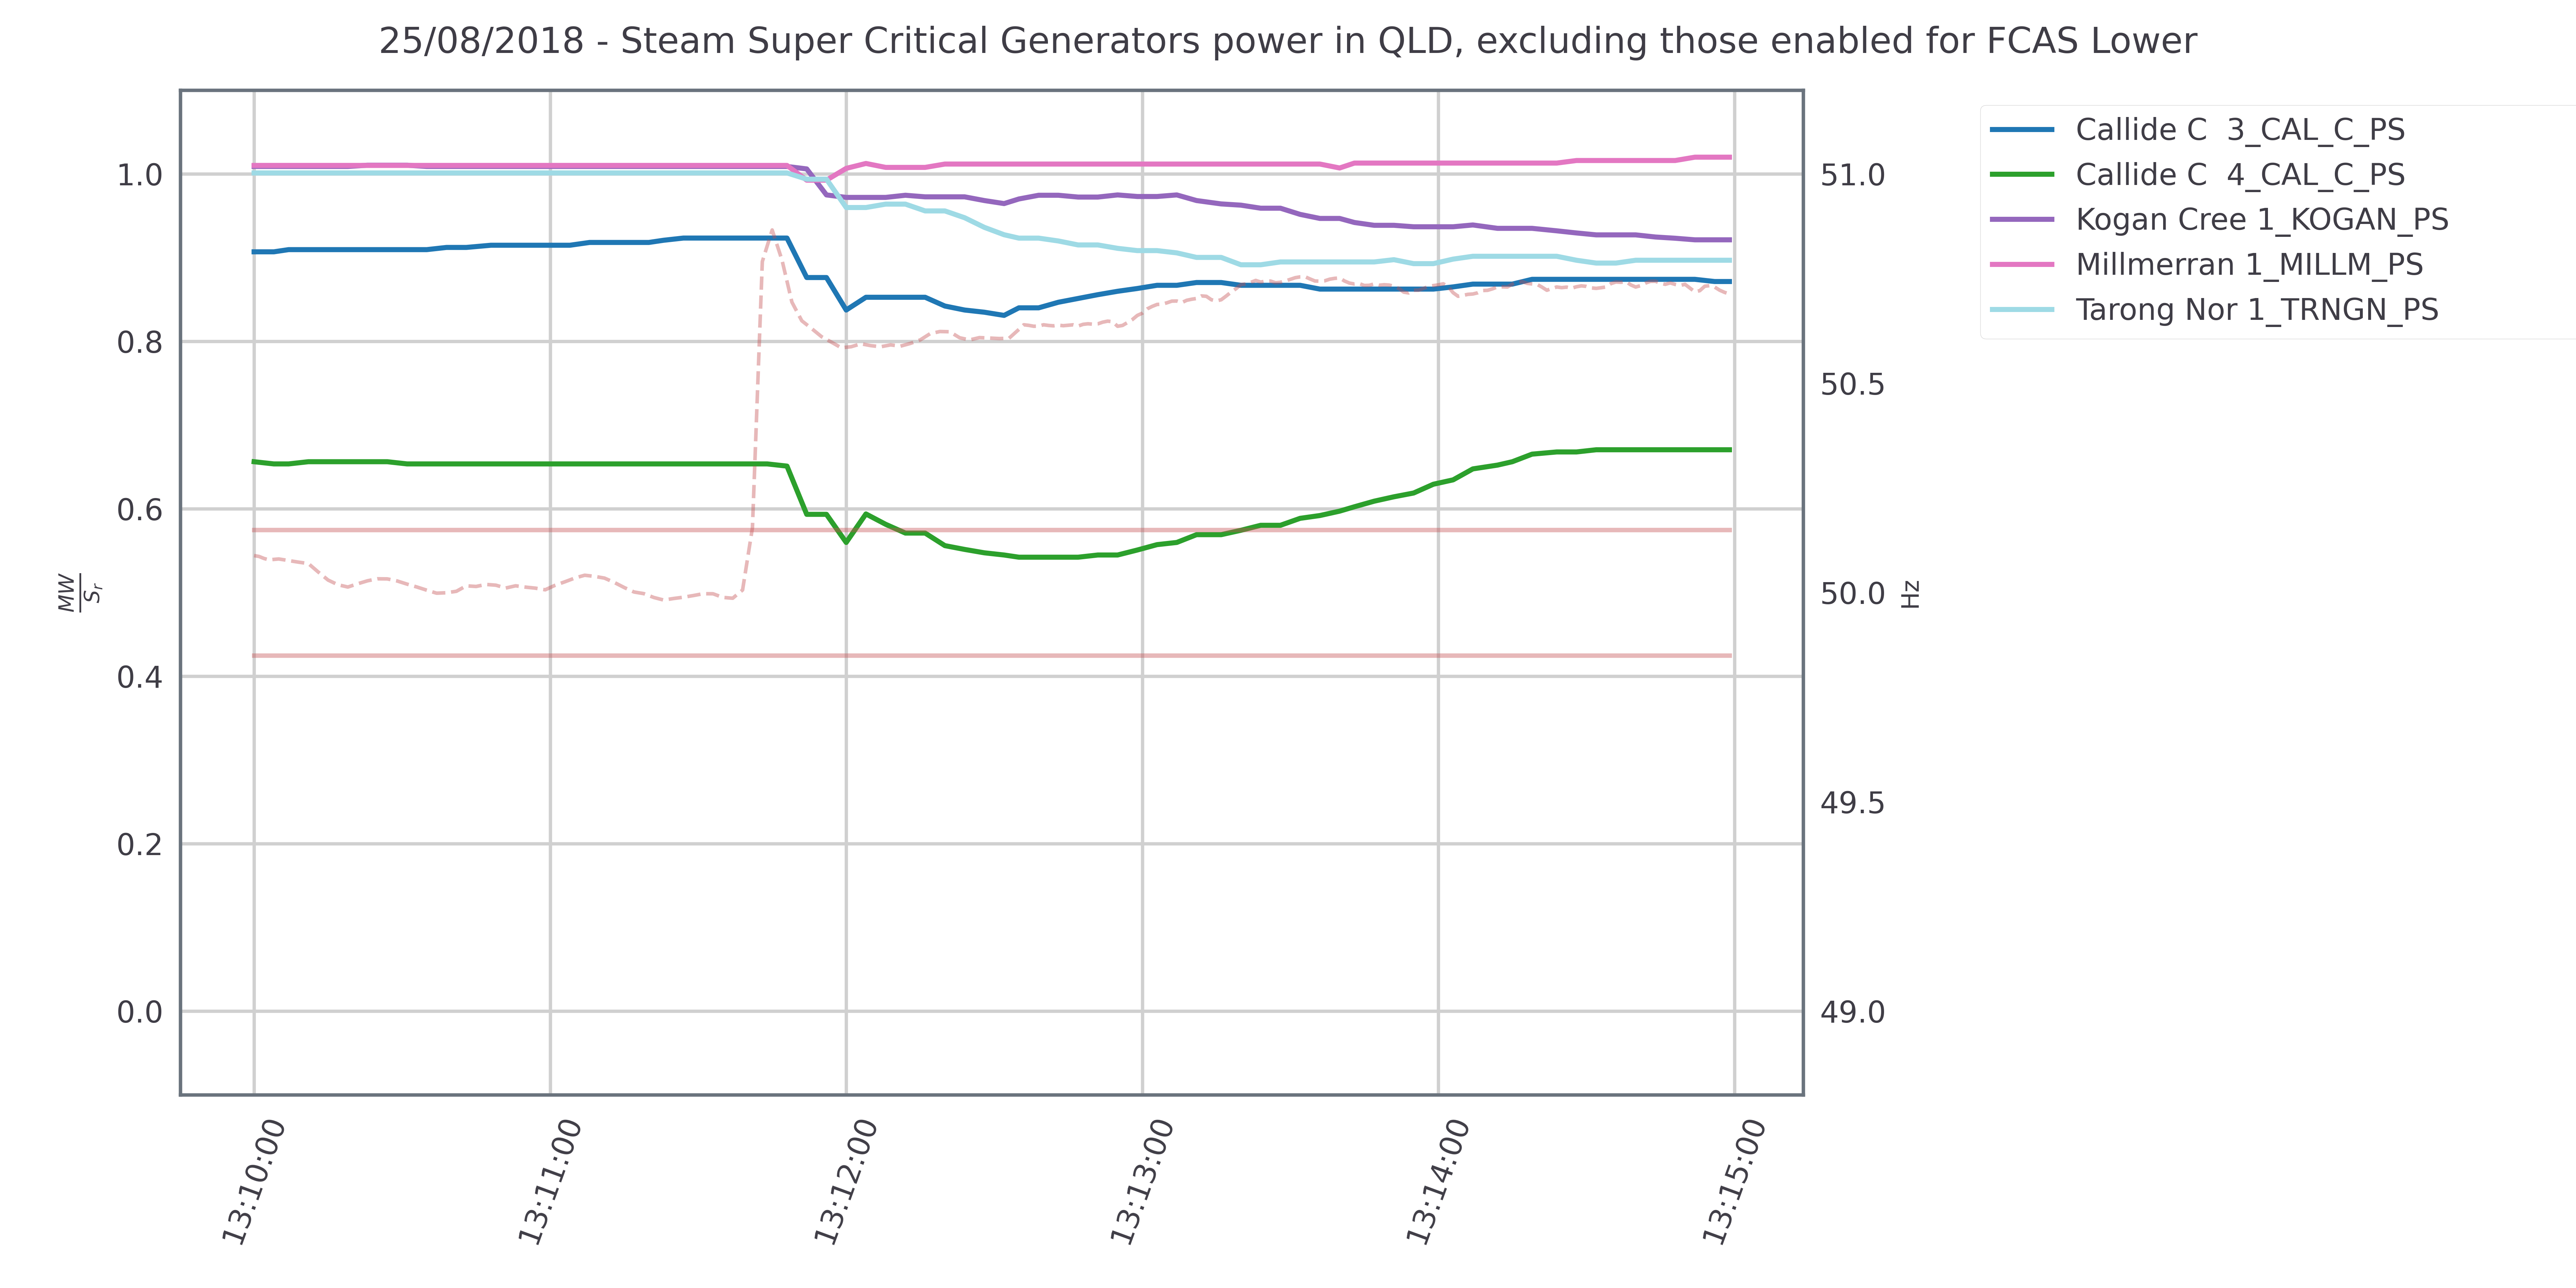 25/08/2018 - Steam Super Critical Generators power in QLD, excluding those enabled for FCAS Lower
Callide C  3_CAL_C_PS
Callide C  4_CAL_C_PS
Kogan Cree 1_KOGAN_PS
Millmerran 1_MILLM_PS
Tarong Nor 1_TRNGN_PS
1.0
0.8
0.6
0.4
0.2
0.0
MW
S_r
51.0
50.5
50.0
49.5
49.0
Hz
13:10:00
13:11:00
13:12:00
13:13:00
13:14:00
13:15:00